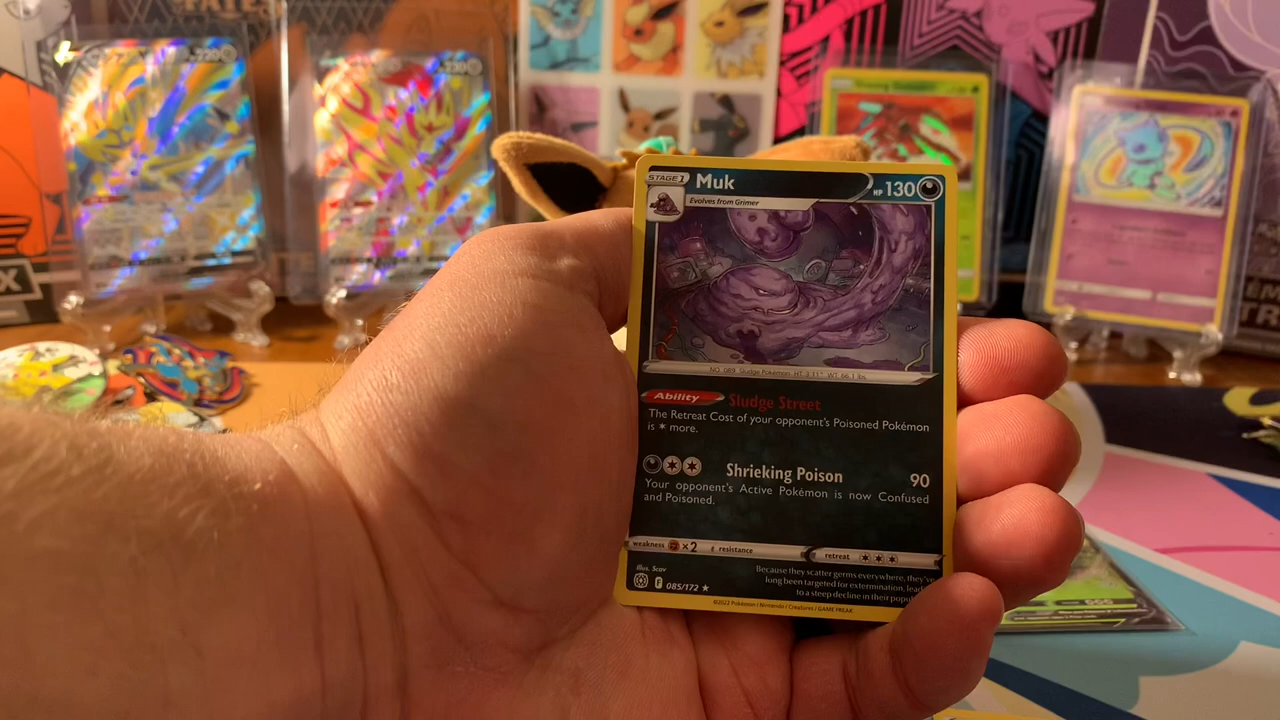 STAGE 1
Muk
HP 130
Evolves from Grimer
NO. 089 Sludge Pokémon HT: 3'11" WT: 66.1 lbs.
Ability Sludge Street
The Retreat Cost of your opponent's Poisoned Pokémon
is ✶ more.
Shrieking Poison 90
Your opponent's Active Pokémon is now Confused
and Poisoned.
weakness ×2 resistance retreat
Illus. Scav
F 085/172 ★
Because they scatter germs everywhere, they've
long been targeted for extermination,
to a steep decline in their
©2022 Pokémon / Nintendo / Creatures / GAME FREAK
220
230
X